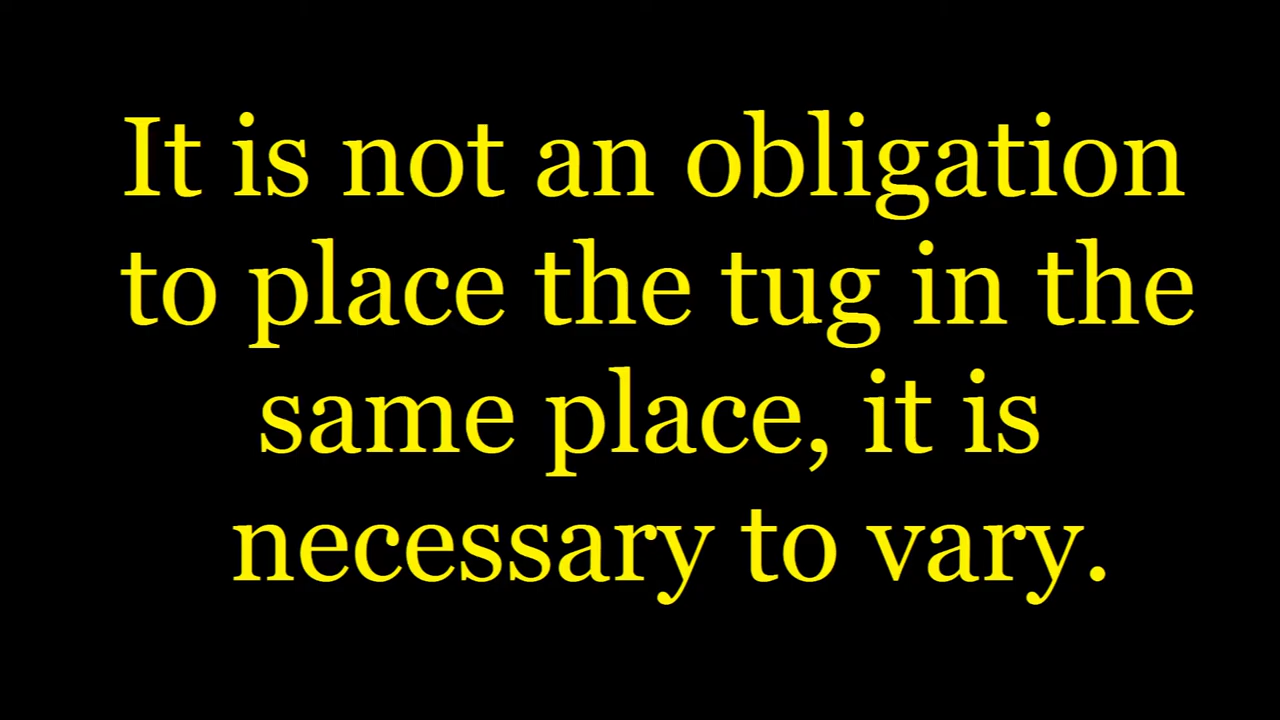 It is not an obligation
to place the tug in the
same place, it is
necessary to vary.